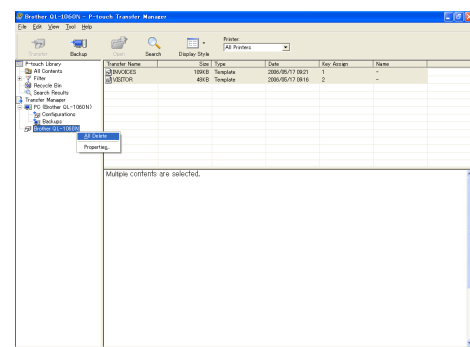 Brother QL-1060N - P-touch Transfer Manager
File Edit View Tool Help
Transfer Backup Open Search Display Style
Printer:
All Printers
P-touch Library
All Contents
Filter
Recycle Bin
Search Results
Transfer Manager
PC (Brother QL-1060N)
Configurations
Backups
Brother QL-1060N
All Delete
Properties...
Transfer Name Size Type Date Key Assign Name
INVOICES Template 2006/05/17 09:21 1 -
VISITOR Template 2006/05/17 09:16 2 -
Multiple contents are selected.